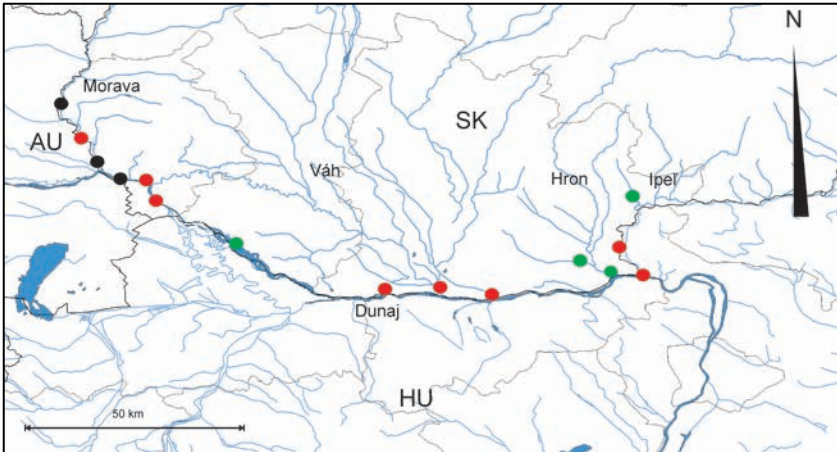 N
Morava
AU
SK
Váh
Hron
Ipeľ
Dunaj
HU
50 km